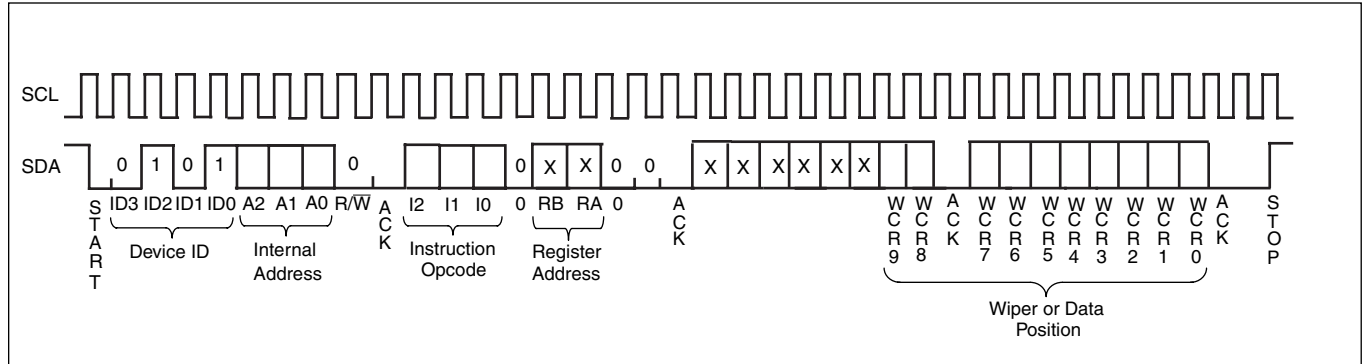 SCL
SDA
0 1 0 1 0 0 X X 0 0 X X X X X X
ID3 ID2 ID1 ID0 A2 A1 A0 R/W̅ I2 I1 I0 0 RB RA 0
START
ACK
ACK
WCR9
WCR8
ACK
WCR7
WCR6
WCR5
WCR4
WCR3
WCR2
WCR1
WCR0
ACK
STOP
Device ID
Internal
Address
Instruction
Opcode
Register
Address
Wiper or Data
Position